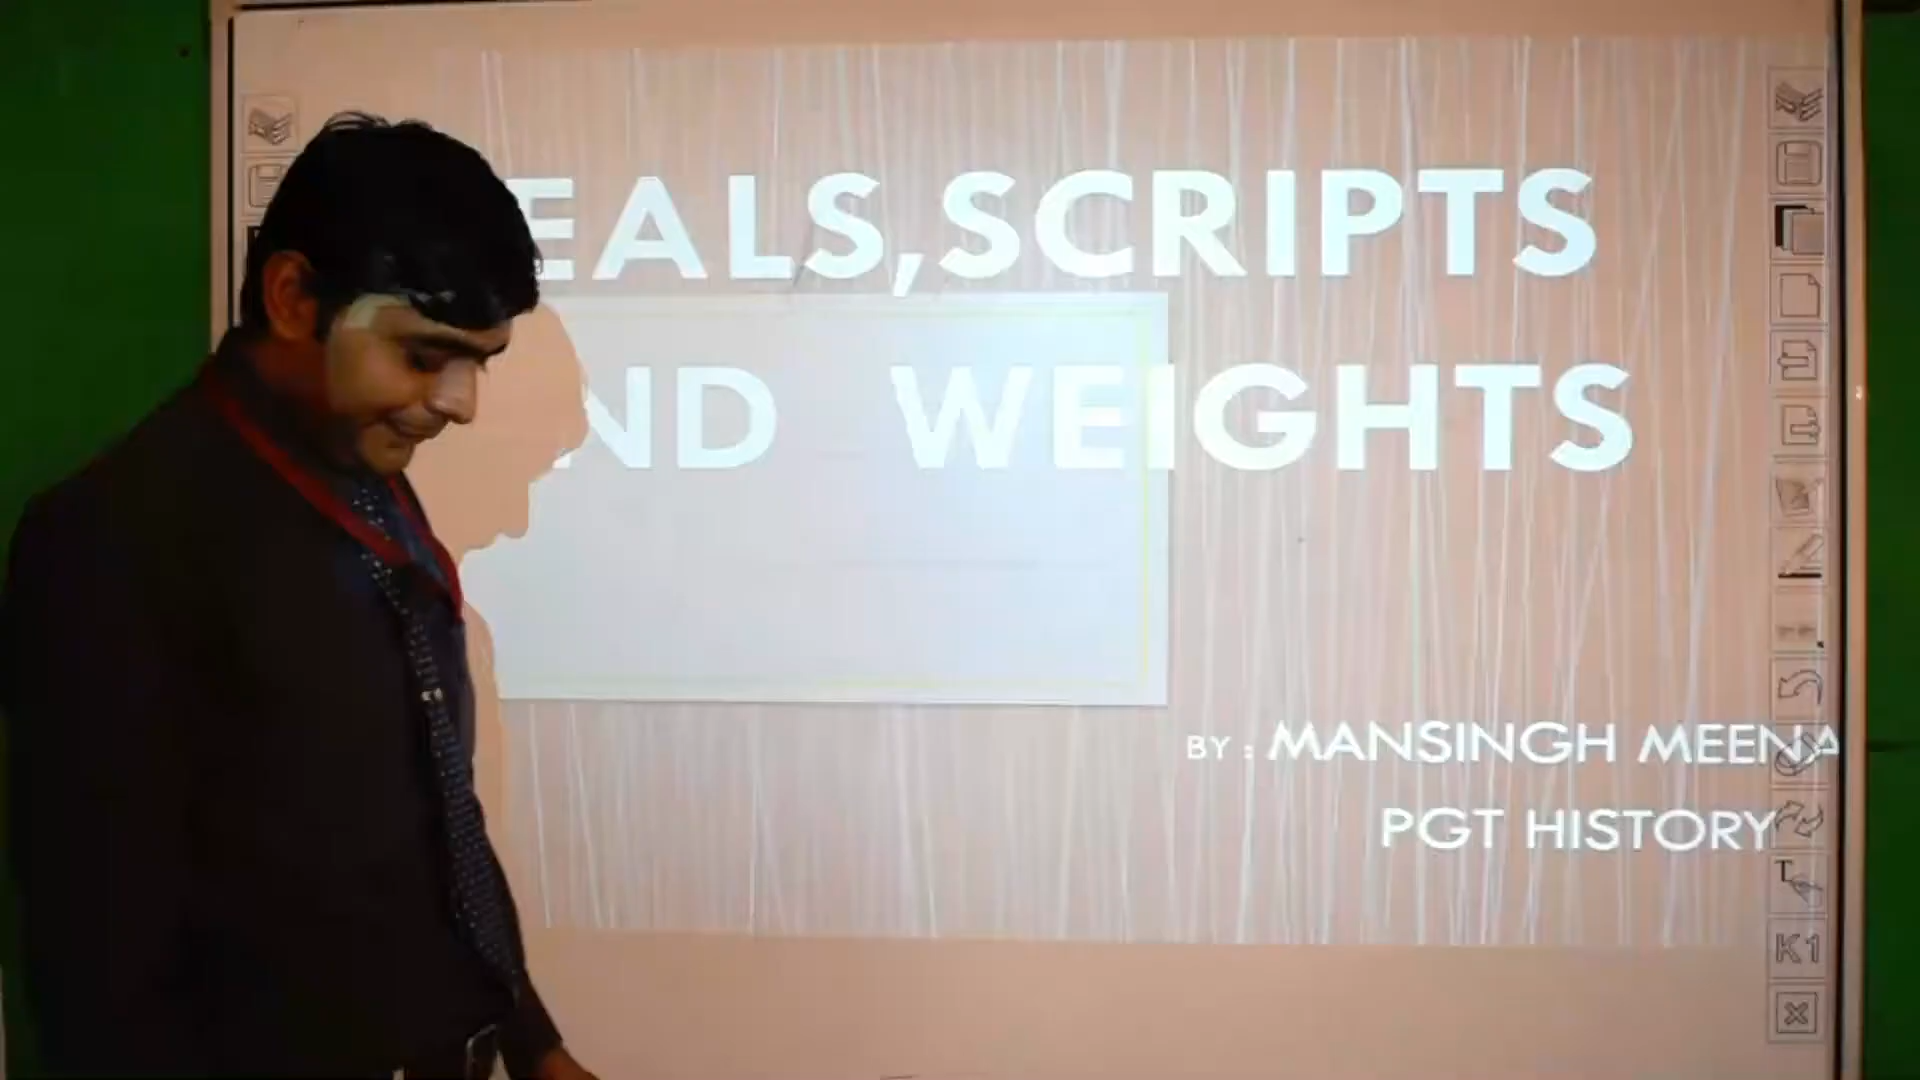 EALS,SCRIPTS
ND WEIGHTS
BY : MANSINGH MEENA
PGT HISTORY
T
K1